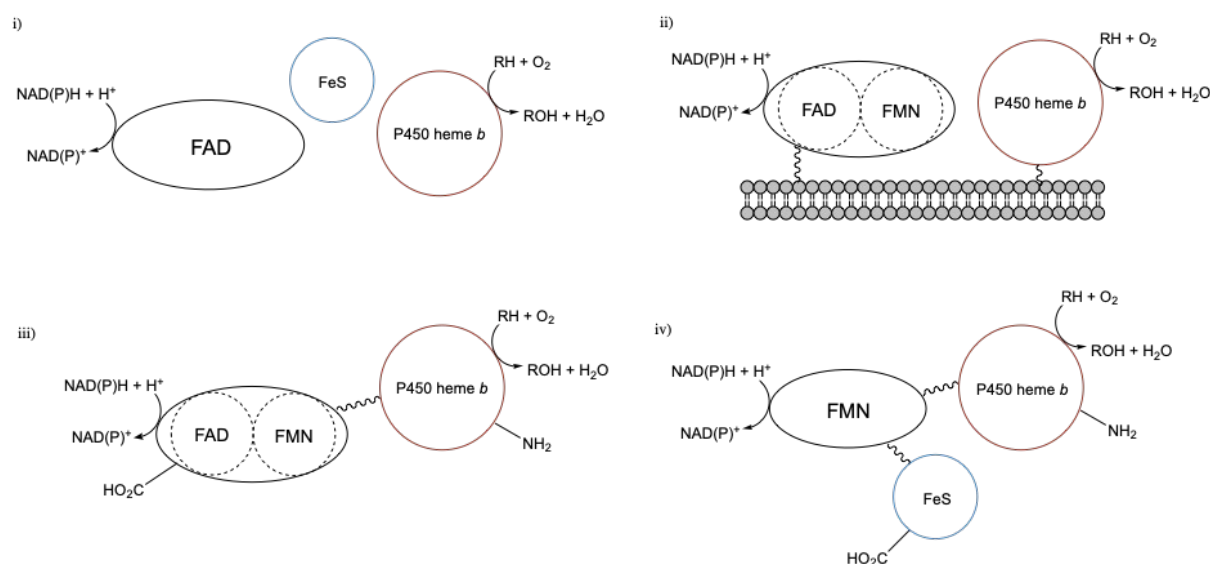 i)
NAD(P)H + H⁺
NAD(P)⁺
FAD
FeS
P450 heme b
RH + O₂
ROH + H₂O
ii)
NAD(P)H + H⁺
NAD(P)⁺
FAD
FMN
P450 heme b
RH + O₂
ROH + H₂O
iii)
NAD(P)H + H⁺
NAD(P)⁺
FAD
FMN
HO₂C
P450 heme b
RH + O₂
ROH + H₂O
NH₂
iv)
NAD(P)H + H⁺
NAD(P)⁺
FMN
FeS
HO₂C
P450 heme b
RH + O₂
ROH + H₂O
NH₂